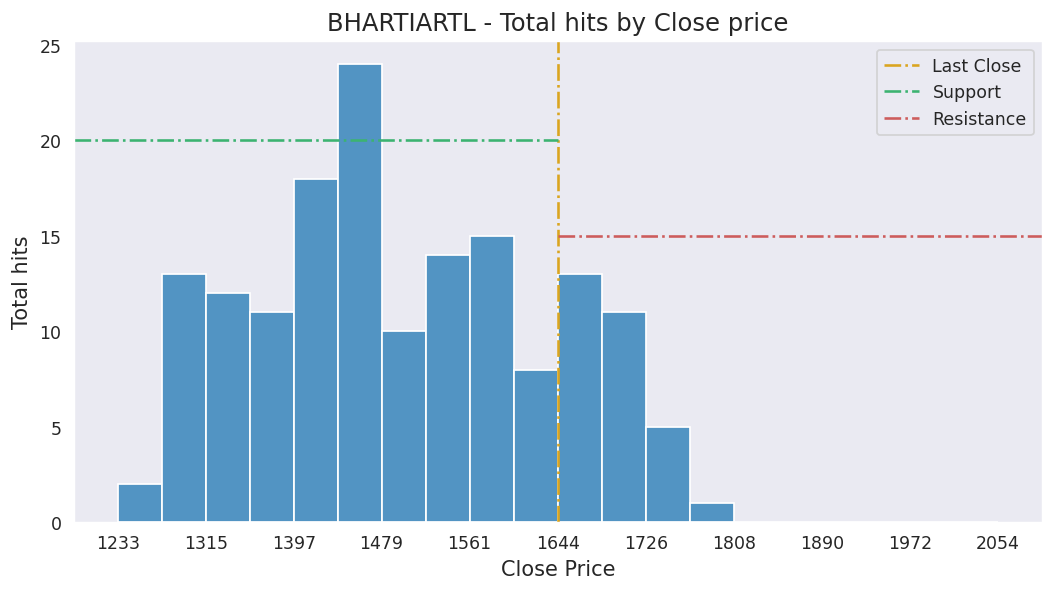 BHARTIARTL - Total hits by Close price
Last Close
Support
Resistance
Total hits
25
20
15
10
5
0
1233 1315 1397 1479 1561 1644 1726 1808 1890 1972 2054
Close Price